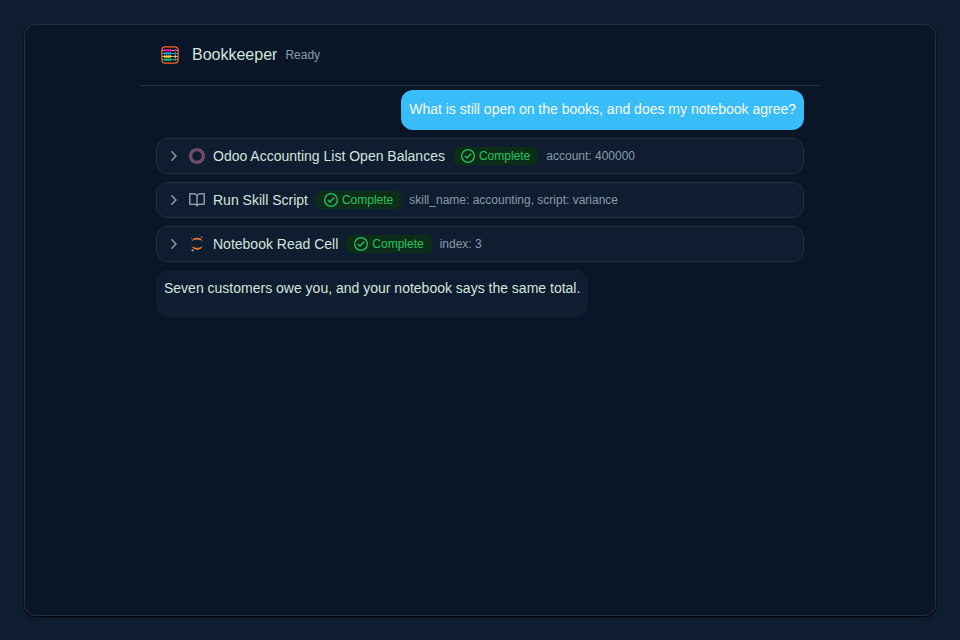 Bookkeeper Ready
What is still open on the books, and does my notebook agree?
Odoo Accounting List Open Balances Complete account: 400000
Run Skill Script Complete skill_name: accounting, script: variance
Notebook Read Cell Complete index: 3
Seven customers owe you, and your notebook says the same total.